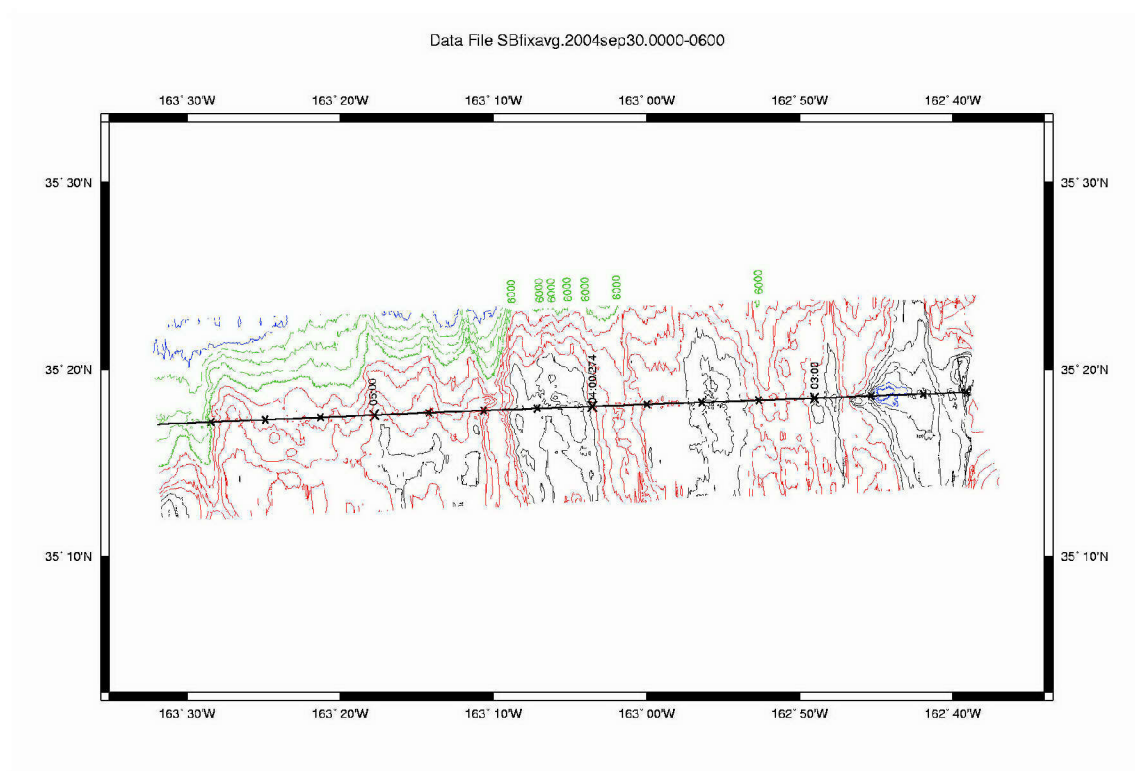 Data File SBfixavg.2004sep30.0000-0600
163° 30'W 163° 20'W 163° 10'W 163° 00'W 162° 50'W 162° 40'W
35° 30'N 35° 30'N
6000 6000 6000 6000 6000 6000 6000
35° 20'N 35° 20'N
05:00 04:00/274 03:00
35° 10'N 35° 10'N
163° 30'W 163° 20'W 163° 10'W 163° 00'W 162° 50'W 162° 40'W